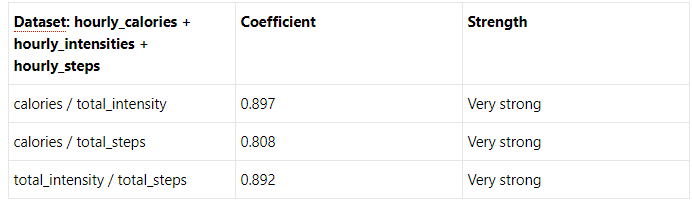 Dataset: hourly_calories + Coefficient Strength
hourly_intensities +
hourly_steps
calories / total_intensity 0.897 Very strong
calories / total_steps 0.808 Very strong
total_intensity / total_steps 0.892 Very strong